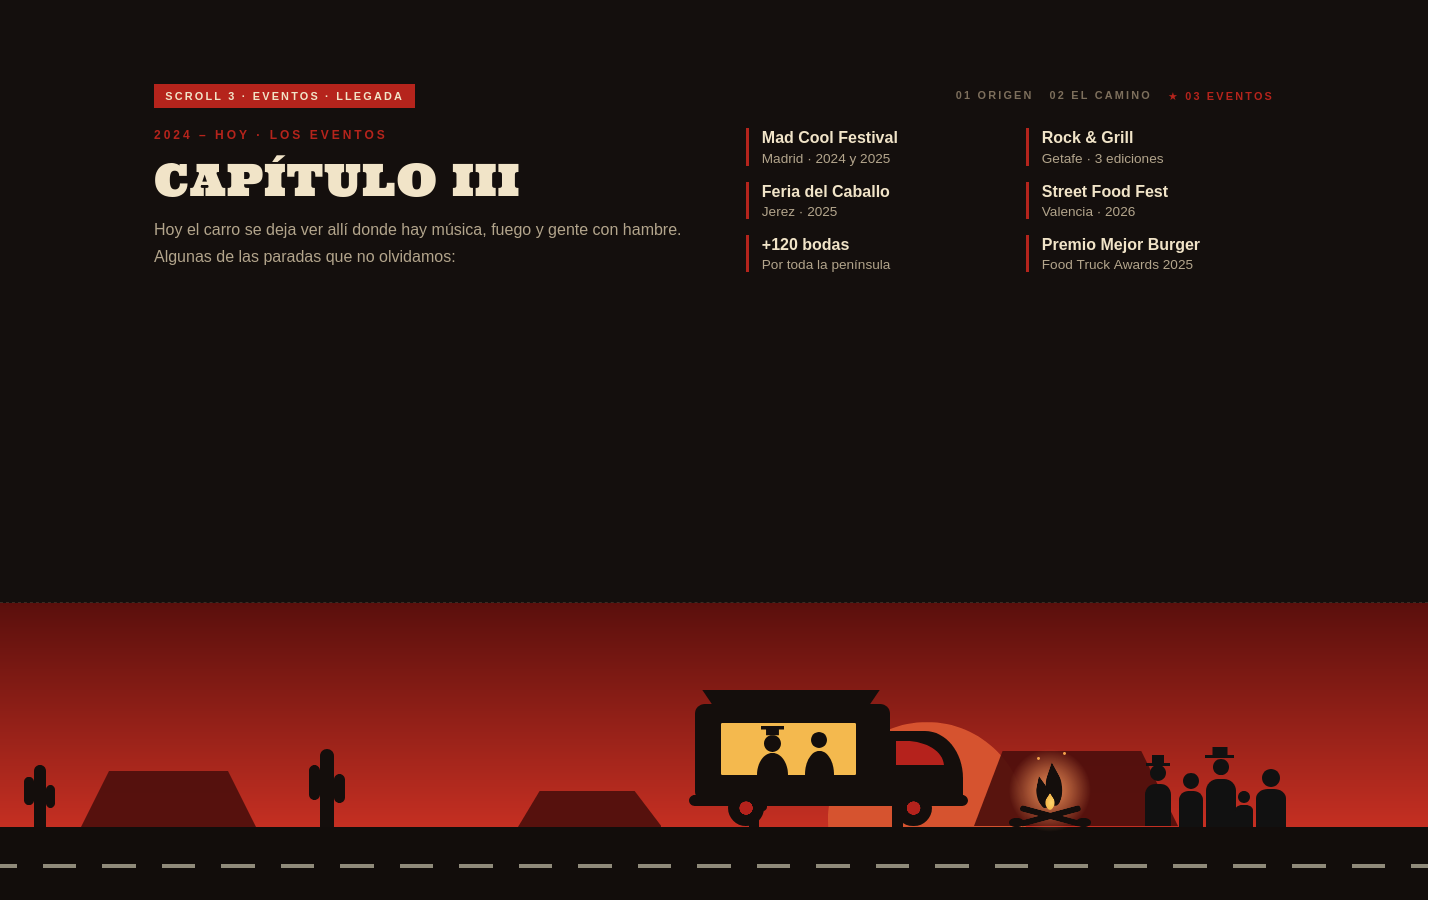 SCROLL 3 · EVENTOS · LLEGADA
01 ORIGEN 02 EL CAMINO ★ 03 EVENTOS
2024 – HOY · LOS EVENTOS
CAPÍTULO III
Hoy el carro se deja ver allí donde hay música, fuego y gente con hambre.
Algunas de las paradas que no olvidamos:
Mad Cool Festival
Madrid · 2024 y 2025
Rock & Grill
Getafe · 3 ediciones
Feria del Caballo
Jerez · 2025
Street Food Fest
Valencia · 2026
+120 bodas
Por toda la península
Premio Mejor Burger
Food Truck Awards 2025